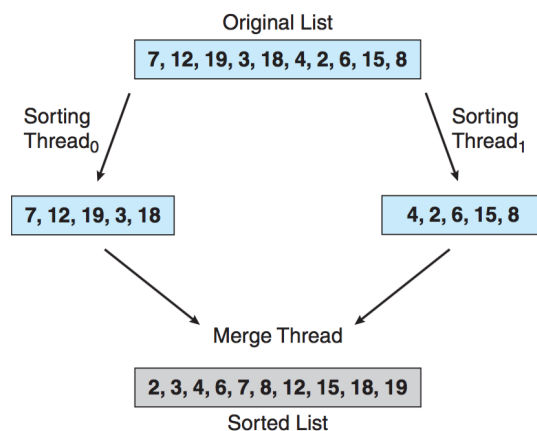 Original List
7, 12, 19, 3, 18, 4, 2, 6, 15, 8
Sorting
Thread₀
Sorting
Thread₁
7, 12, 19, 3, 18
4, 2, 6, 15, 8
Merge Thread
2, 3, 4, 6, 7, 8, 12, 15, 18, 19
Sorted List